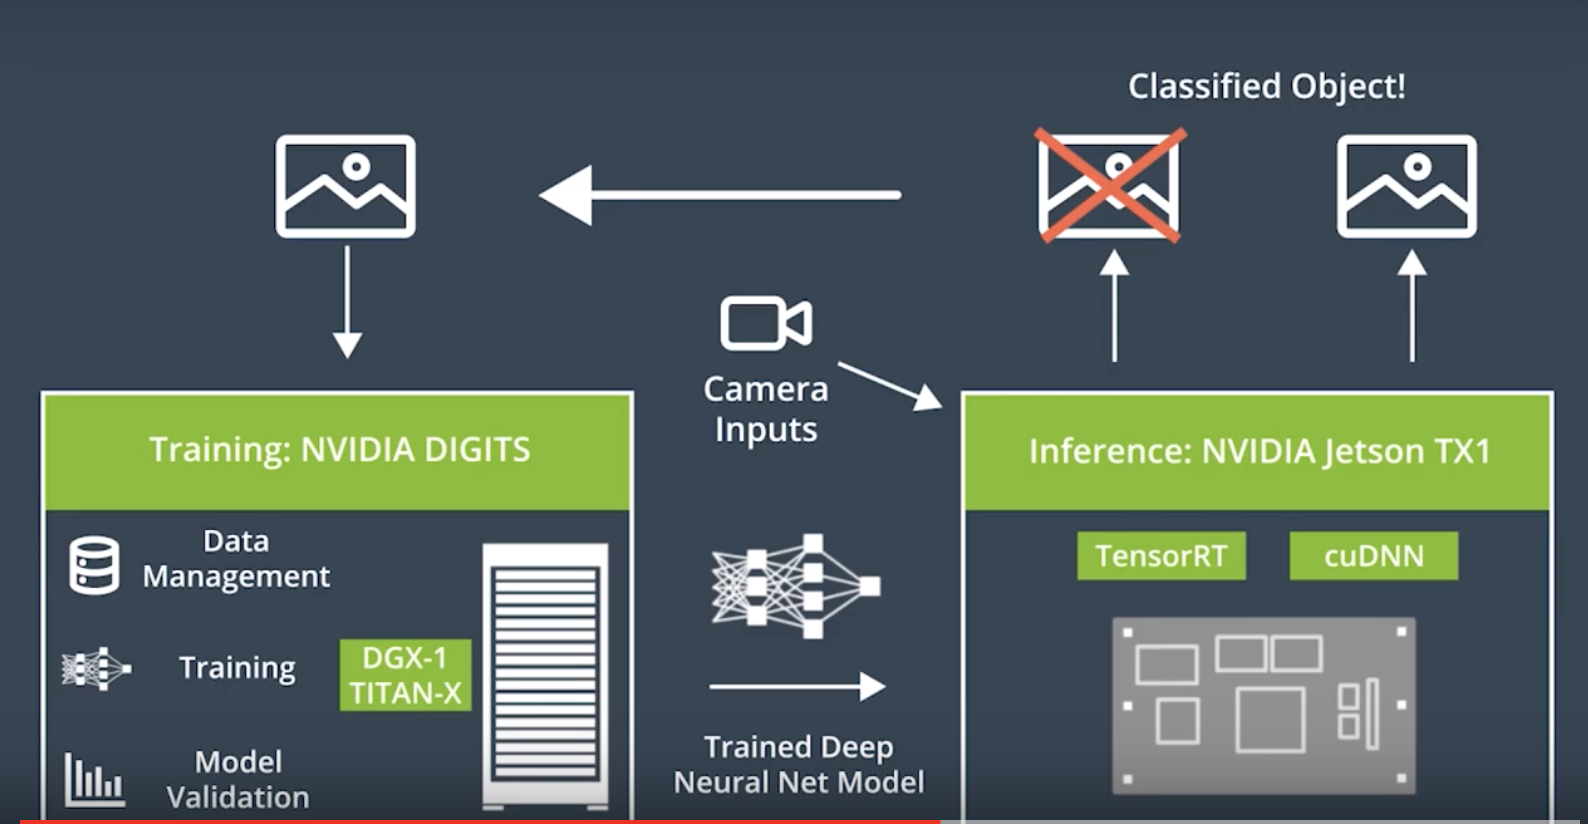 Classified Object!
Camera
Inputs
Training: NVIDIA DIGITS
Inference: NVIDIA Jetson TX1
Data
Management
Training
DGX-1
TITAN-X
Model
Validation
Trained Deep
Neural Net Model
TensorRT
cuDNN